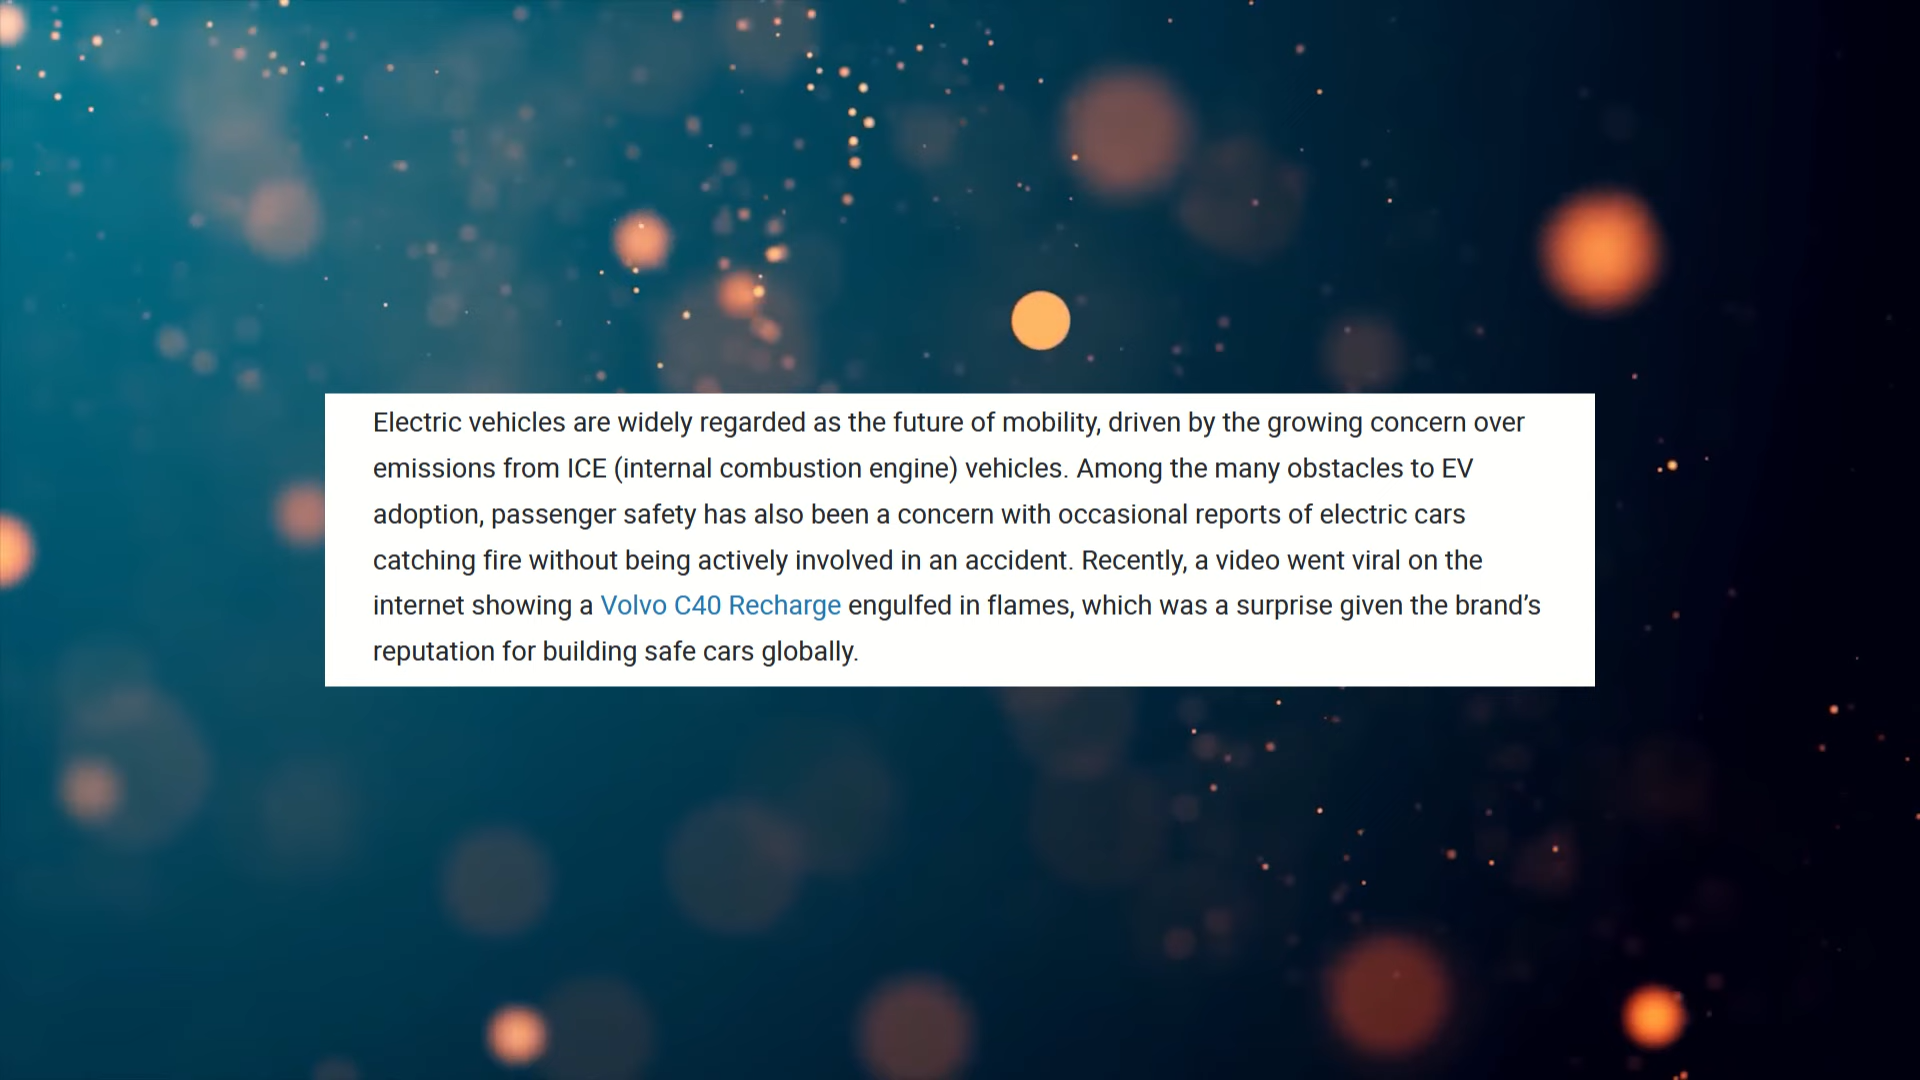 Electric vehicles are widely regarded as the future of mobility, driven by the growing concern over
emissions from ICE (internal combustion engine) vehicles. Among the many obstacles to EV
adoption, passenger safety has also been a concern with occasional reports of electric cars
catching fire without being actively involved in an accident. Recently, a video went viral on the
internet showing a Volvo C40 Recharge engulfed in flames, which was a surprise given the brand’s
reputation for building safe cars globally.